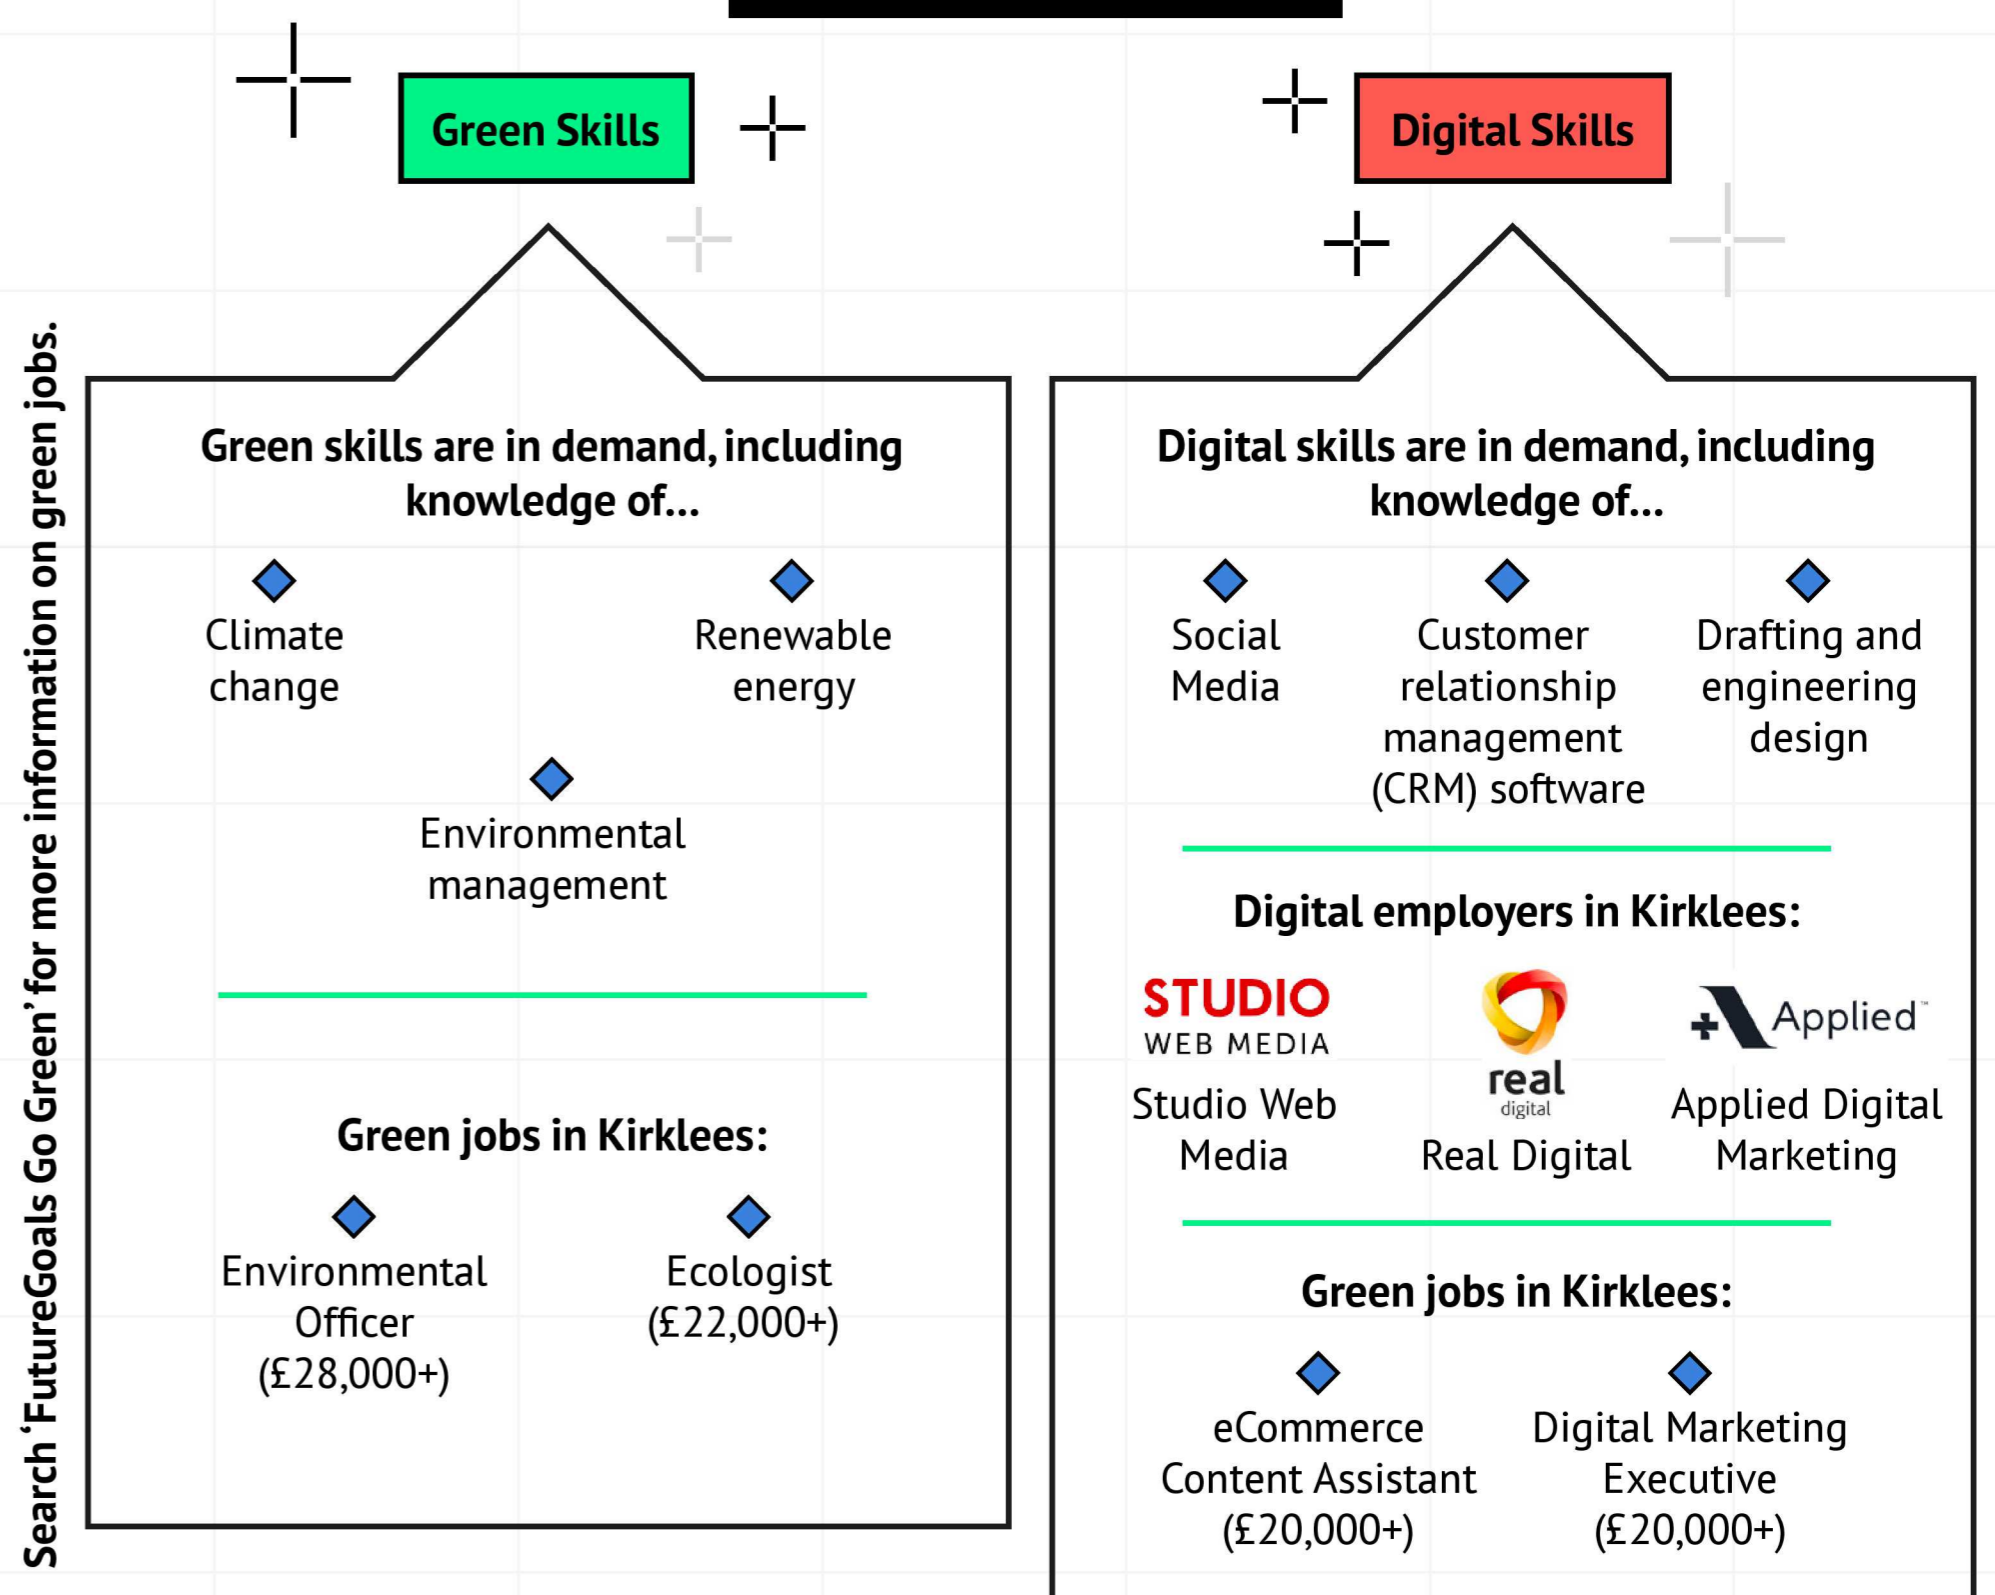 Green Skills
Digital Skills
Search ‘FutureGoals Go Green’ for more information on green jobs.
Green skills are in demand, including
knowledge of...
Climate
change
Renewable
energy
Environmental
management
Green jobs in Kirklees:
Environmental
Officer
(£28,000+)
Ecologist
(£22,000+)
Digital skills are in demand, including
knowledge of...
Social
Media
Customer
relationship
management
(CRM) software
Drafting and
engineering
design
Digital employers in Kirklees:
STUDIO
WEB MEDIA
Studio Web
Media
real
digital
Real Digital
Applied™
Applied Digital
Marketing
Green jobs in Kirklees:
eCommerce
Content Assistant
(£20,000+)
Digital Marketing
Executive
(£20,000+)